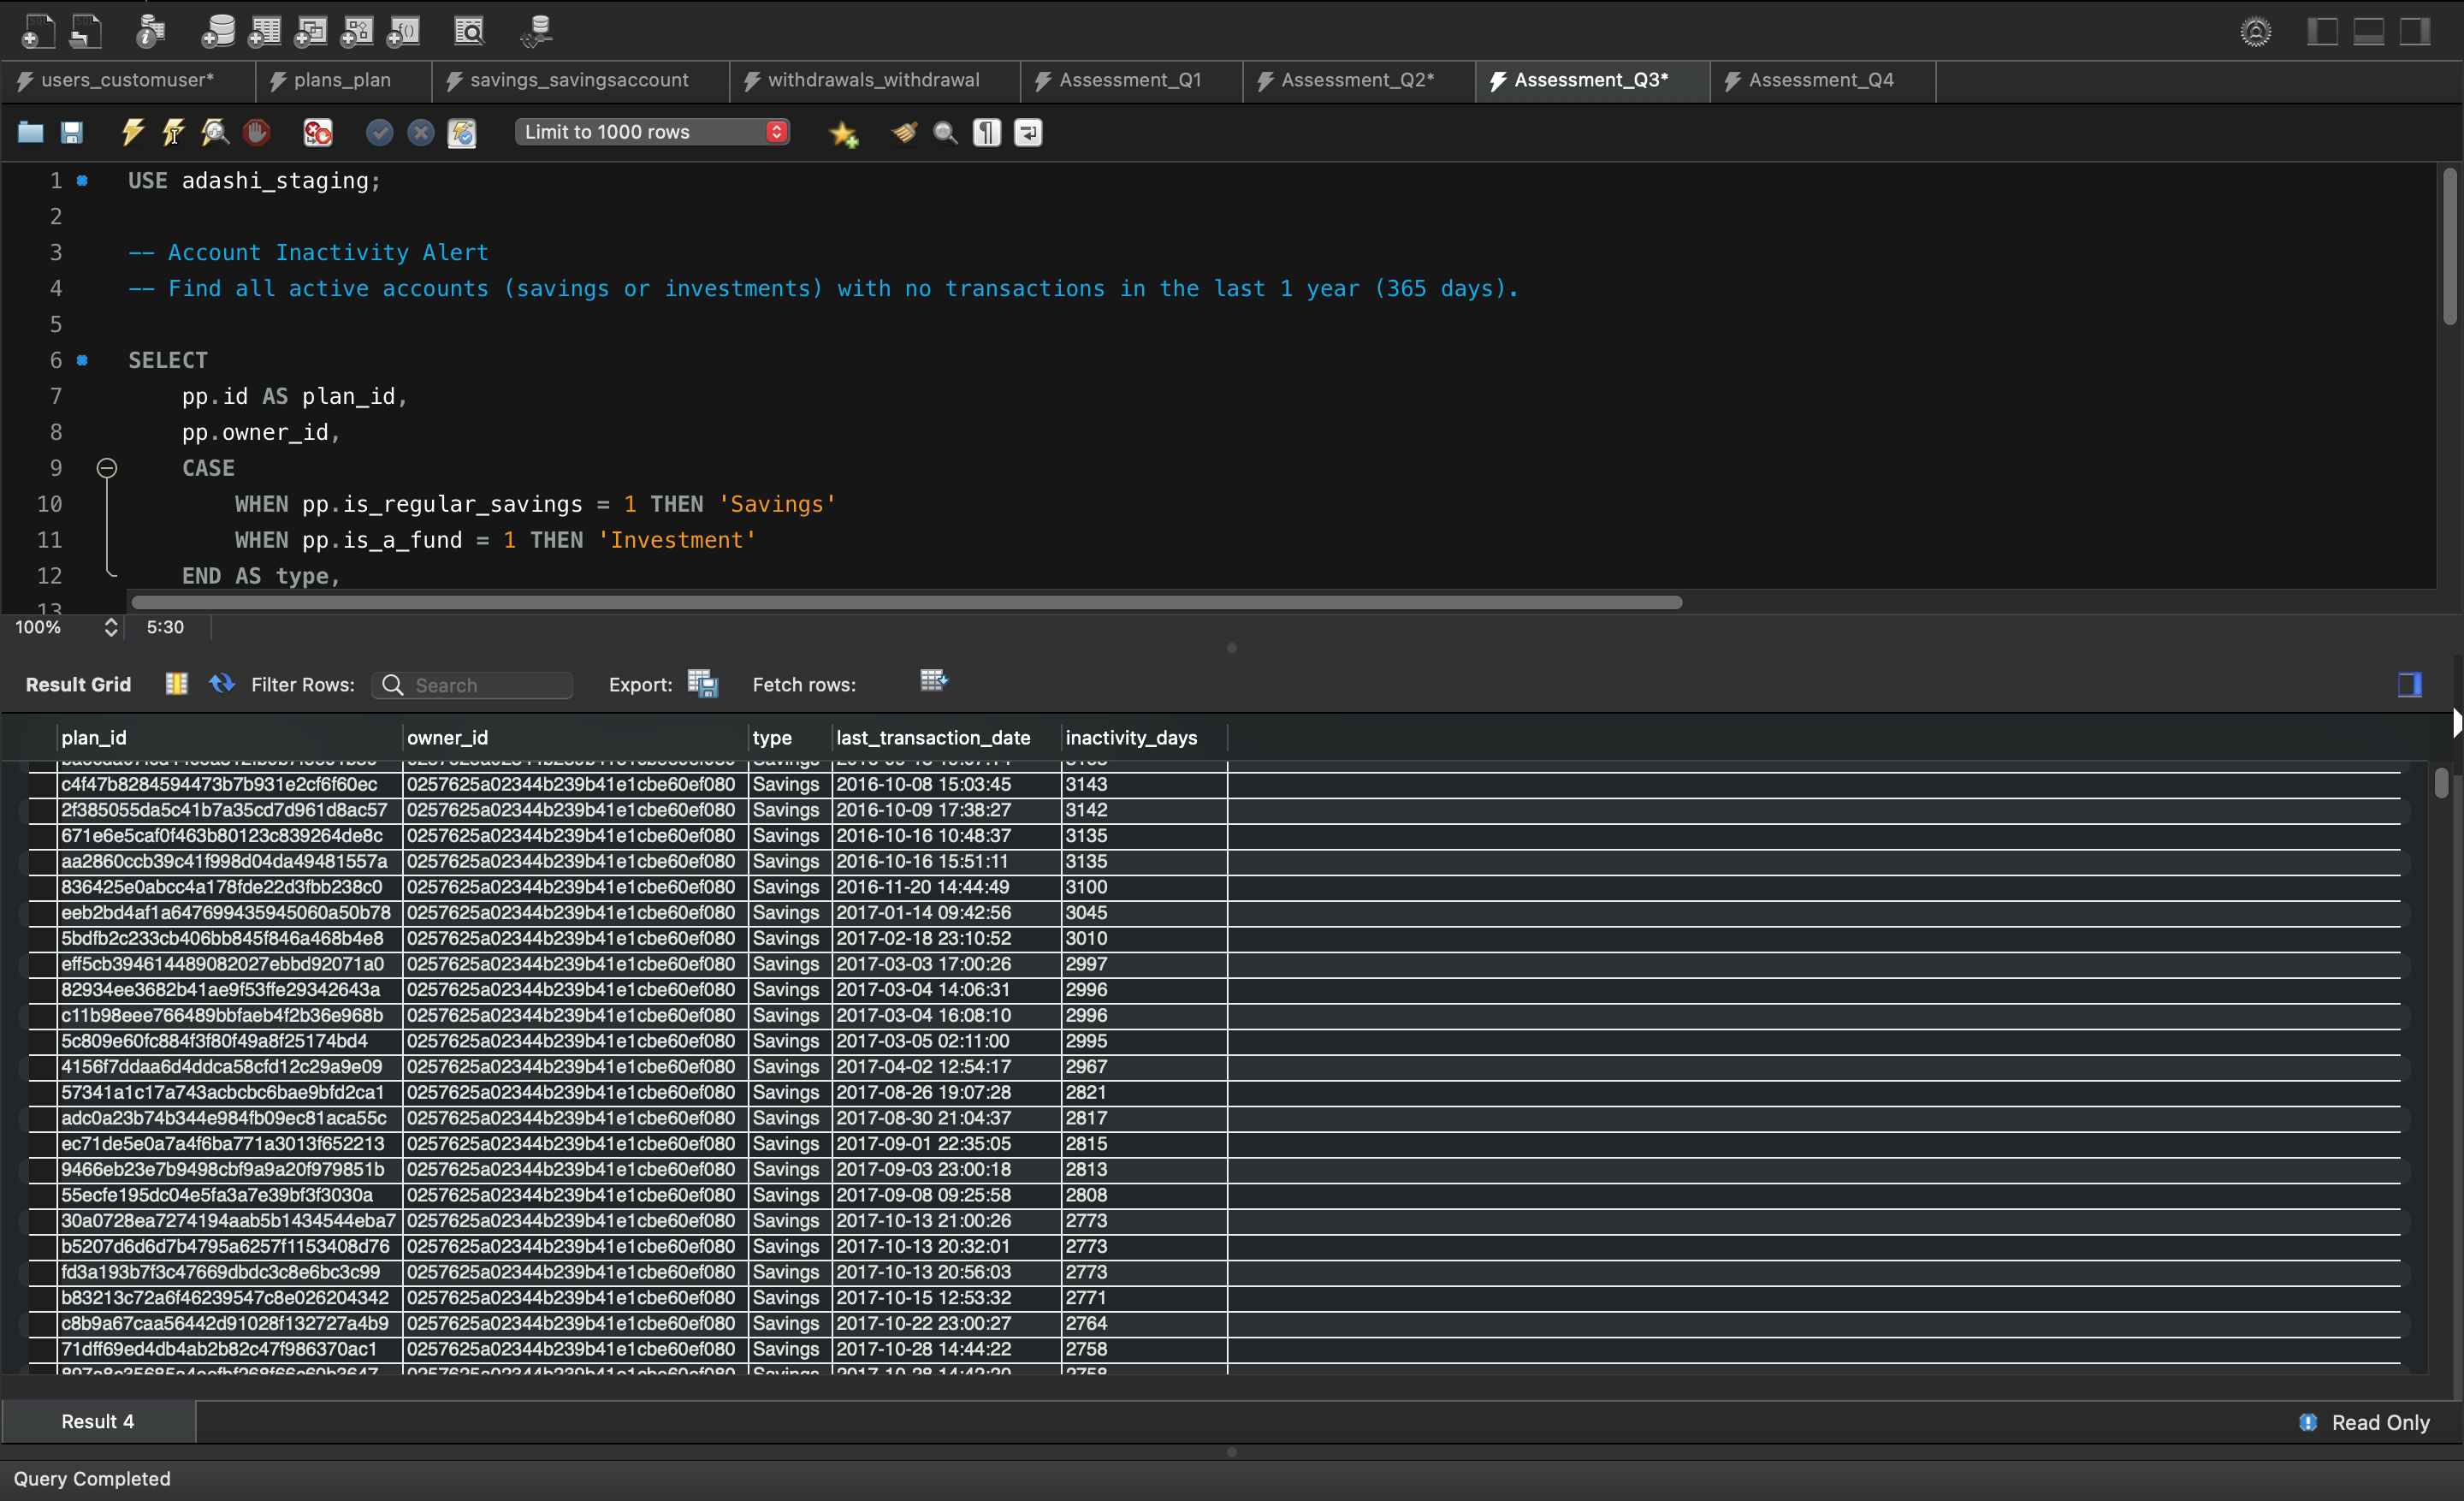 users_customuser*
plans_plan
savings_savingsaccount
withdrawals_withdrawal
Assessment_Q1
Assessment_Q2*
Assessment_Q3*
Assessment_Q4
Limit to 1000 rows
1 USE adashi_staging;
2
3 -- Account Inactivity Alert
4 -- Find all active accounts (savings or investments) with no transactions in the last 1 year (365 days).
5
6 SELECT
7 pp.id AS plan_id,
8 pp.owner_id,
9 CASE
10 WHEN pp.is_regular_savings = 1 THEN 'Savings'
11 WHEN pp.is_a_fund = 1 THEN 'Investment'
12 END AS type,
13
100% 5:30
Result Grid Filter Rows: Search Export: Fetch rows:
plan_id owner_id type last_transaction_date inactivity_days
c4f47b8284594473b7b931e2cf6f60ec 0257625a02344b239b41e1cbe60ef080 Savings 2016-10-08 15:03:45 3143
2f385055da5c41b7a35cd7d961d8ac57 0257625a02344b239b41e1cbe60ef080 Savings 2016-10-09 17:38:27 3142
671e6e5caf0f463b80123c839264de8c 0257625a02344b239b41e1cbe60ef080 Savings 2016-10-16 10:48:37 3135
aa2860ccb39c41f998d04da49481557a 0257625a02344b239b41e1cbe60ef080 Savings 2016-10-16 15:51:11 3135
836425e0abcc4a178fde22d3fbb238c0 0257625a02344b239b41e1cbe60ef080 Savings 2016-11-20 14:44:49 3100
eeb2bd4af1a647699435945060a50b78 0257625a02344b239b41e1cbe60ef080 Savings 2017-01-14 09:42:56 3045
5bdfb2c233cb406bb845f846a468b4e8 0257625a02344b239b41e1cbe60ef080 Savings 2017-02-18 23:10:52 3010
eff5cb394614489082027ebbd92071a0 0257625a02344b239b41e1cbe60ef080 Savings 2017-03-03 17:00:26 2997
82934ee3682b41ae9f53ffe29342643a 0257625a02344b239b41e1cbe60ef080 Savings 2017-03-04 14:06:31 2996
c11b98eee766489bbfaeb4f2b36e968b 0257625a02344b239b41e1cbe60ef080 Savings 2017-03-04 16:08:10 2996
5c809e60fc884f3f80f49a8f25174bd4 0257625a02344b239b41e1cbe60ef080 Savings 2017-03-05 02:11:00 2995
4156f7ddaa6d4ddca58cfd12c29a9e09 0257625a02344b239b41e1cbe60ef080 Savings 2017-04-02 12:54:17 2967
57341a1c17a743acbcbc6bae9bfd2ca1 0257625a02344b239b41e1cbe60ef080 Savings 2017-08-26 19:07:28 2821
adc0a23b74b344e984fb09ec81aca55c 0257625a02344b239b41e1cbe60ef080 Savings 2017-08-30 21:04:37 2817
ec71de5e0a7a4f6ba771a3013f652213 0257625a02344b239b41e1cbe60ef080 Savings 2017-09-01 22:35:05 2815
9466eb23e7b9498cbf9a9a20f979851b 0257625a02344b239b41e1cbe60ef080 Savings 2017-09-03 23:00:18 2813
55ecfe195dc04e5fa3a7e39bf3f3030a 0257625a02344b239b41e1cbe60ef080 Savings 2017-09-08 09:25:58 2808
30a0728ea7274194aab5b1434544eba7 0257625a02344b239b41e1cbe60ef080 Savings 2017-10-13 21:00:26 2773
b5207d6d6d7b4795a6257f1153408d76 0257625a02344b239b41e1cbe60ef080 Savings 2017-10-13 20:32:01 2773
fd3a193b7f3c47669dbdc3c8e6bc3c99 0257625a02344b239b41e1cbe60ef080 Savings 2017-10-13 20:56:03 2773
b83213c72a6f46239547c8e026204342 0257625a02344b239b41e1cbe60ef080 Savings 2017-10-15 12:53:32 2771
c8b9a67caa56442d91028f132727a4b9 0257625a02344b239b41e1cbe60ef080 Savings 2017-10-22 23:00:27 2764
71dff69ed4db4ab2b82c47f986370ac1 0257625a02344b239b41e1cbe60ef080 Savings 2017-10-28 14:44:22 2758
Result 4
Read Only
Query Completed